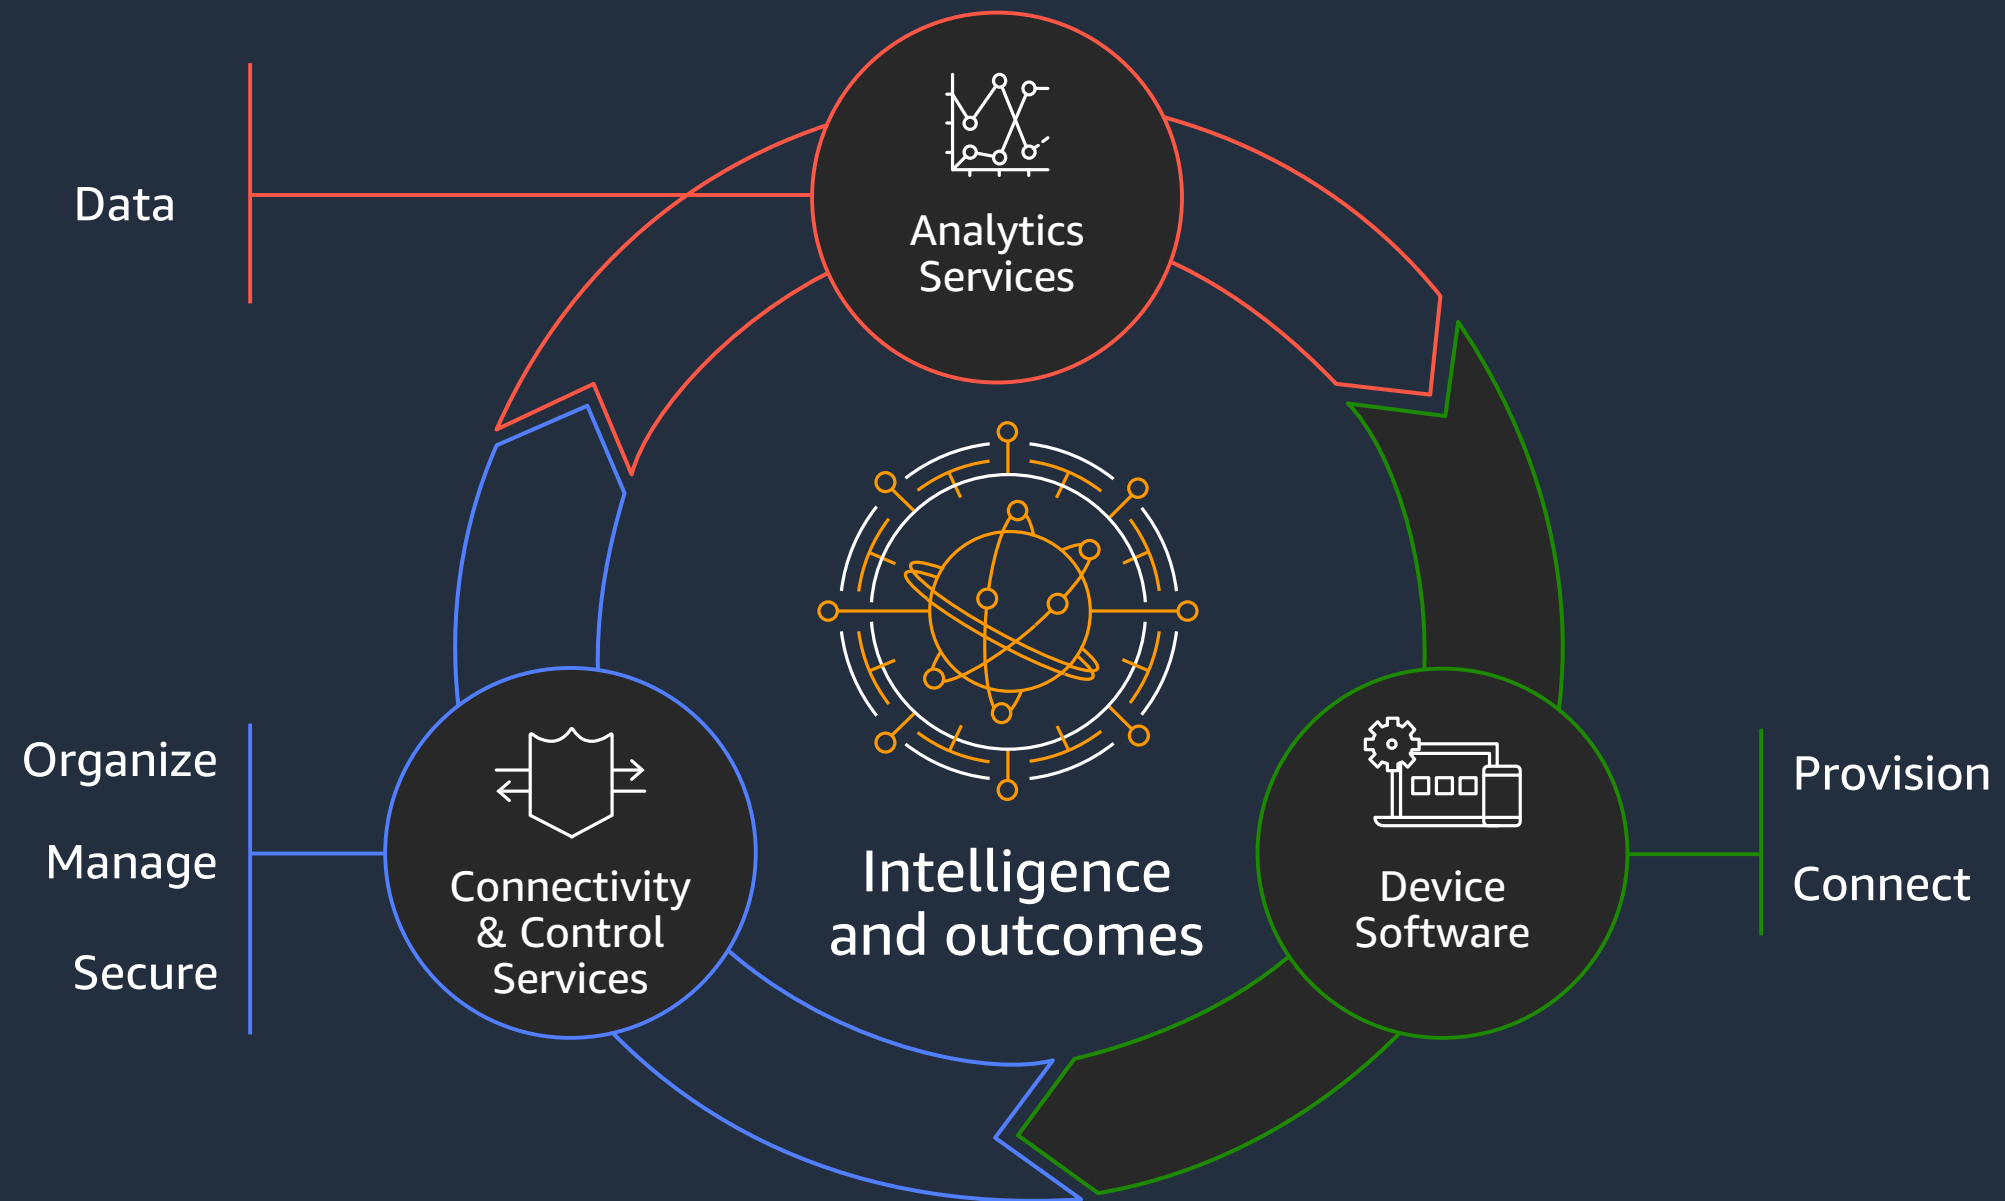 Data
Analytics
Services
Organize
Manage
Secure
Connectivity
& Control
Services
Intelligence
and outcomes
Device
Software
Provision
Connect